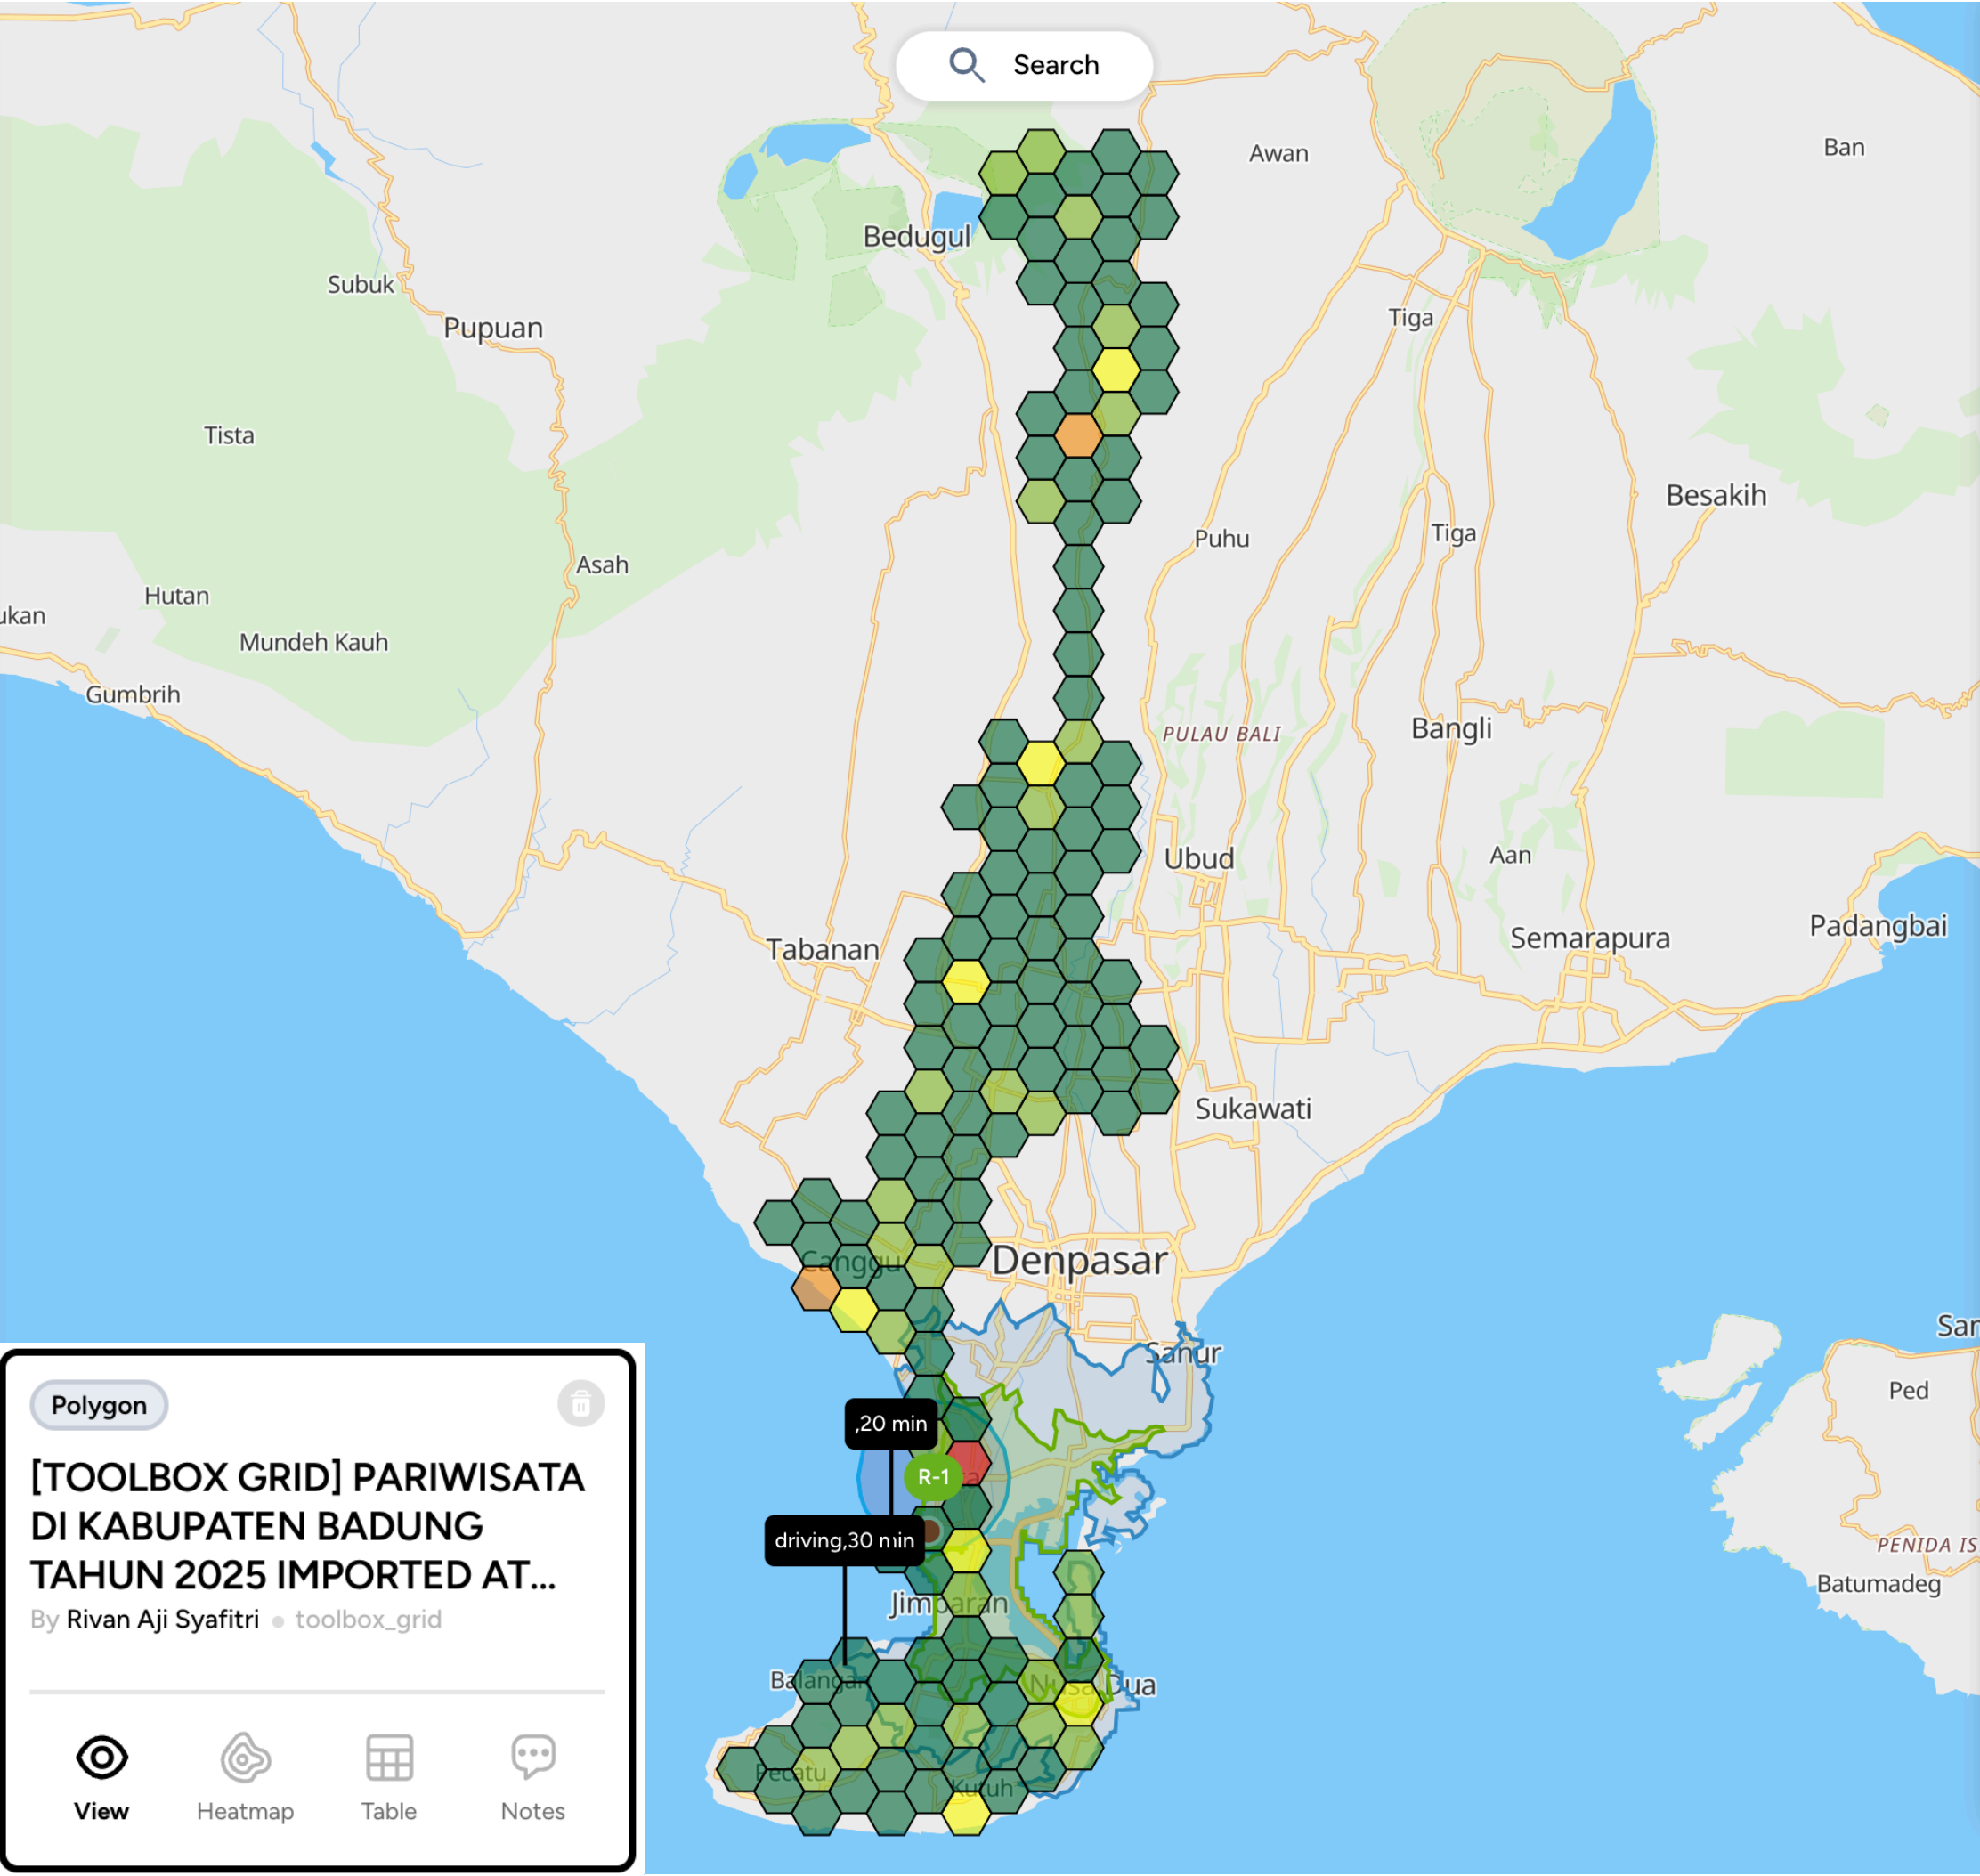 Search
Awan
Ban
Bedugul
Subuk
Tiga
Pupuan
Tista
Besakih
Puhu
Tiga
Asah
Hutan
ukan
Mundeh Kauh
Gumbrih
PULAU BALI
Bangli
Ubud
Aan
Padangbai
Semarapura
Tabanan
Sukawati
Canggu
Denpasar
Sanur
San
Ped
,20 min
R-1
driving,30 min
PENIDA IS
Batumadeg
Jimbaran
Balangan
Nusa Dua
Pecatu
Kutuh
Polygon
[TOOLBOX GRID] PARIWISATA
DI KABUPATEN BADUNG
TAHUN 2025 IMPORTED AT...
By Rivan Aji Syafitri • toolbox_grid
View
Heatmap
Table
Notes